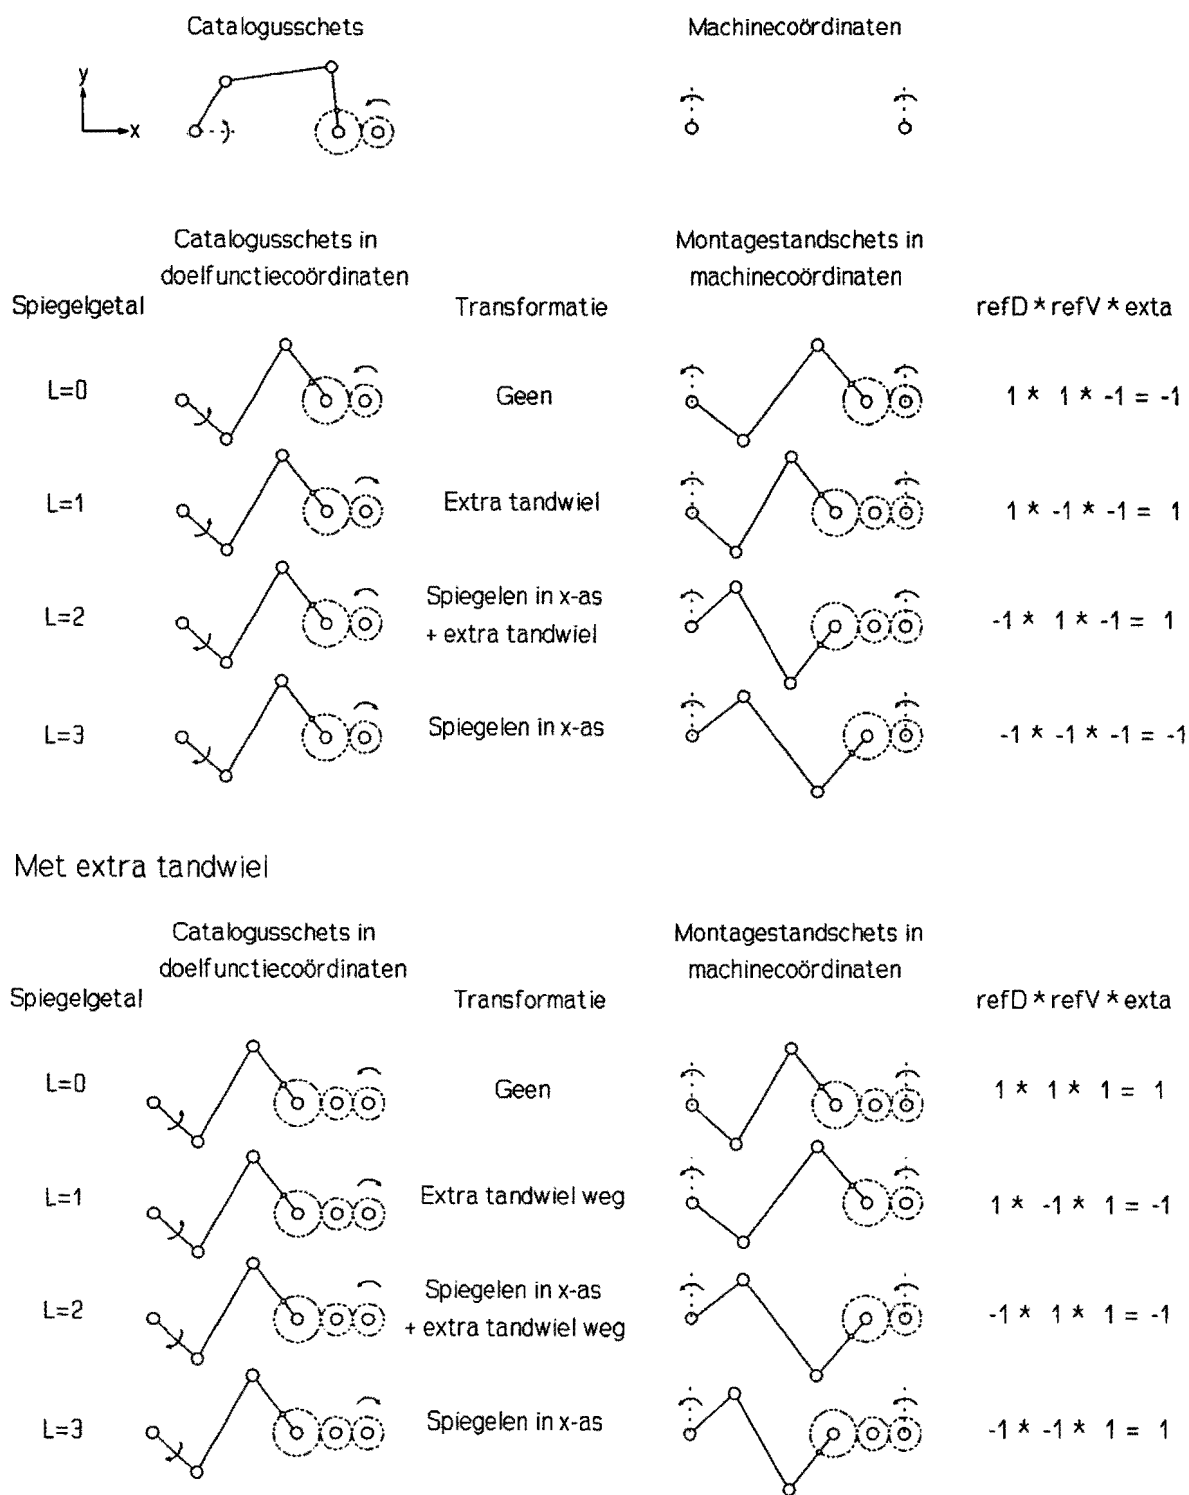 Catalogusschets Machinecoördinaten
y
x
Catalogusschets in Montagestandschets in
doelfunctiecoördinaten machinecoördinaten
Spiegelgetal Transformatie refD * refV * exta
L=0 Geen 1 * 1 * -1 = -1
L=1 Extra tandwiel 1 * -1 * -1 = 1
Spiegelen in x-as
L=2 -1 * 1 * -1 = 1
+ extra tandwiel
L=3 Spiegelen in x-as -1 * -1 * -1 = -1
Met extra tandwiel
Catalogusschets in Montagestandschets in
doelfunctiecoördinaten machinecoördinaten
Spiegelgetal Transformatie refD * refV * exta
L=0 Geen 1 * 1 * 1 = 1
L=1 Extra tandwiel weg 1 * -1 * 1 = -1
Spiegelen in x-as
L=2 -1 * 1 * 1 = -1
+ extra tandwiel weg
L=3 Spiegelen in x-as -1 * -1 * 1 = 1